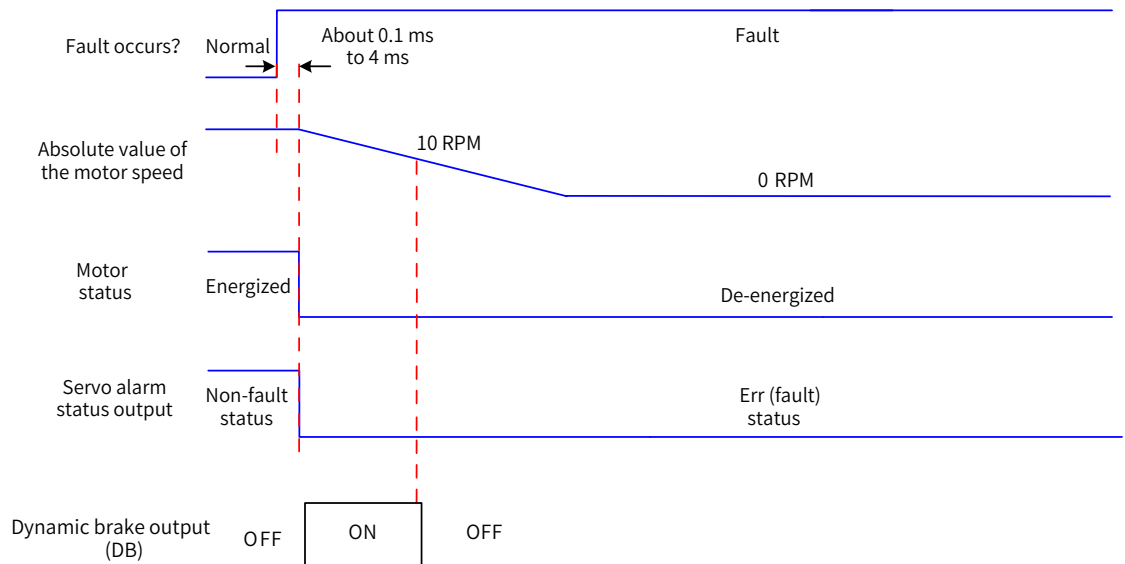 Fault occurs?
Normal
About 0.1 ms
to 4 ms
Fault
Absolute value of
the motor speed
10 RPM
0 RPM
Motor
status
Energized
De-energized
Servo alarm
status output
Non-fault
status
Err (fault)
status
Dynamic brake output
(DB)
OFF
ON
OFF